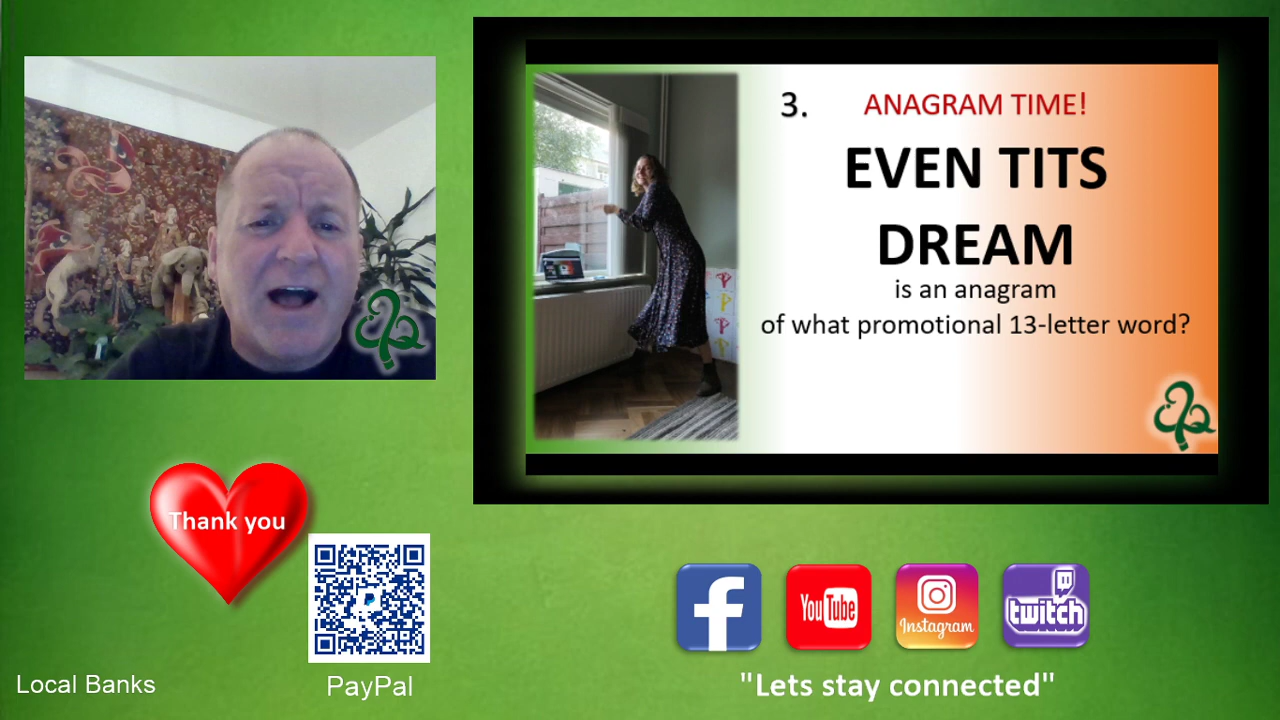 3. ANAGRAM TIME!
EVEN TITS
DREAM
is an anagram
of what promotional 13-letter word?
Thank you
Local Banks
PayPal
YouTube
Instagram
twitch
"Lets stay connected"